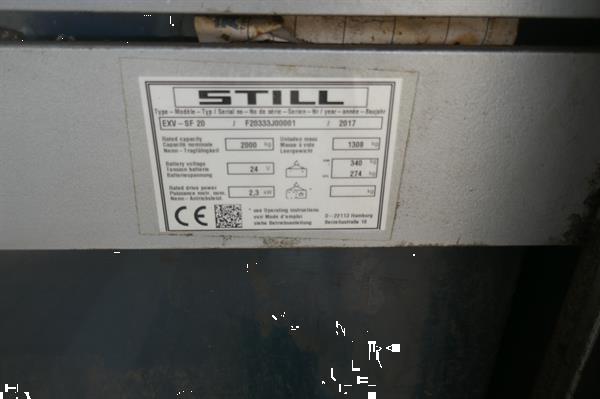 STILL
Type - Modèle - Typ / Serial no - No de série - Serien - Nr / year - année - Baujahr
EXV-SF 20 / F20333J00001 / 2017
Rated capacity
Capacité nominale 2000 kg
Nenn - Tragfähigkeit
Unladen mass
Masse à vide 1308 kg
Leergewicht
Battery voltage
Tension batterie 24 V
Batteriespannung
340 kg
274 kg
Rated drive power
Puissance motr. nom. 2,3 kW
Nenn - Antriebsleist.
kg
CE
see Operating instructions
voir Mode d'emploi
siehe Betriebsanleitung
D - 22113 Hamburg
Berzeliusstraße 10